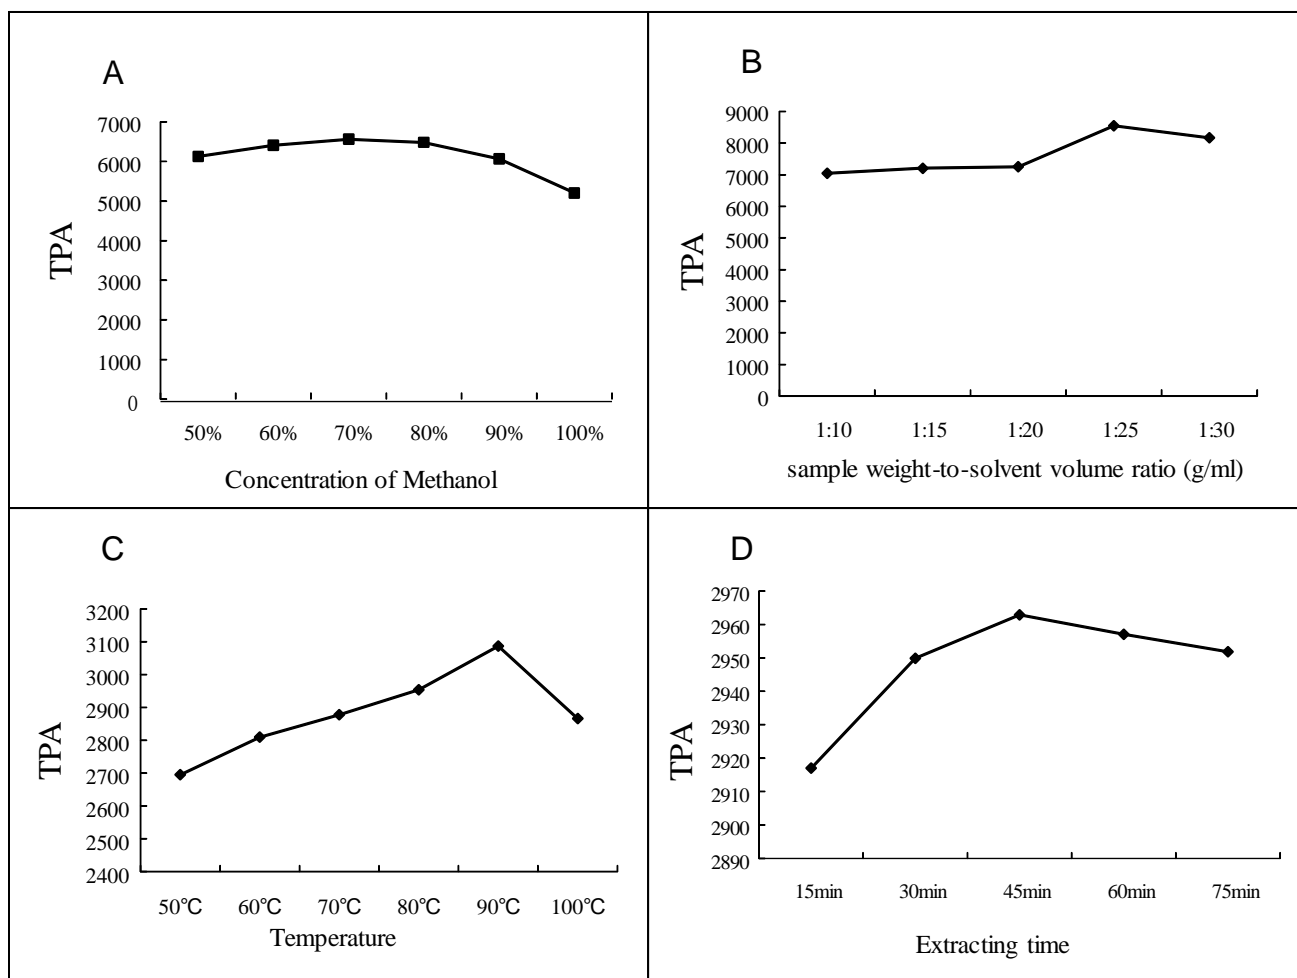 A
7000
6000
5000
4000
3000
2000
1000
0
TPA
50% 60% 70% 80% 90% 100%
Concentration of Methanol
B
9000
8000
7000
6000
5000
4000
3000
2000
1000
0
TPA
1:10 1:15 1:20 1:25 1:30
sample weight-to-solvent volume ratio (g/ml)
C
3200
3100
3000
2900
2800
2700
2600
2500
2400
TPA
50℃ 60℃ 70℃ 80℃ 90℃ 100℃
Temperature
D
2970
2960
2950
2940
2930
2920
2910
2900
2890
TPA
15min 30min 45min 60min 75min
Extracting time